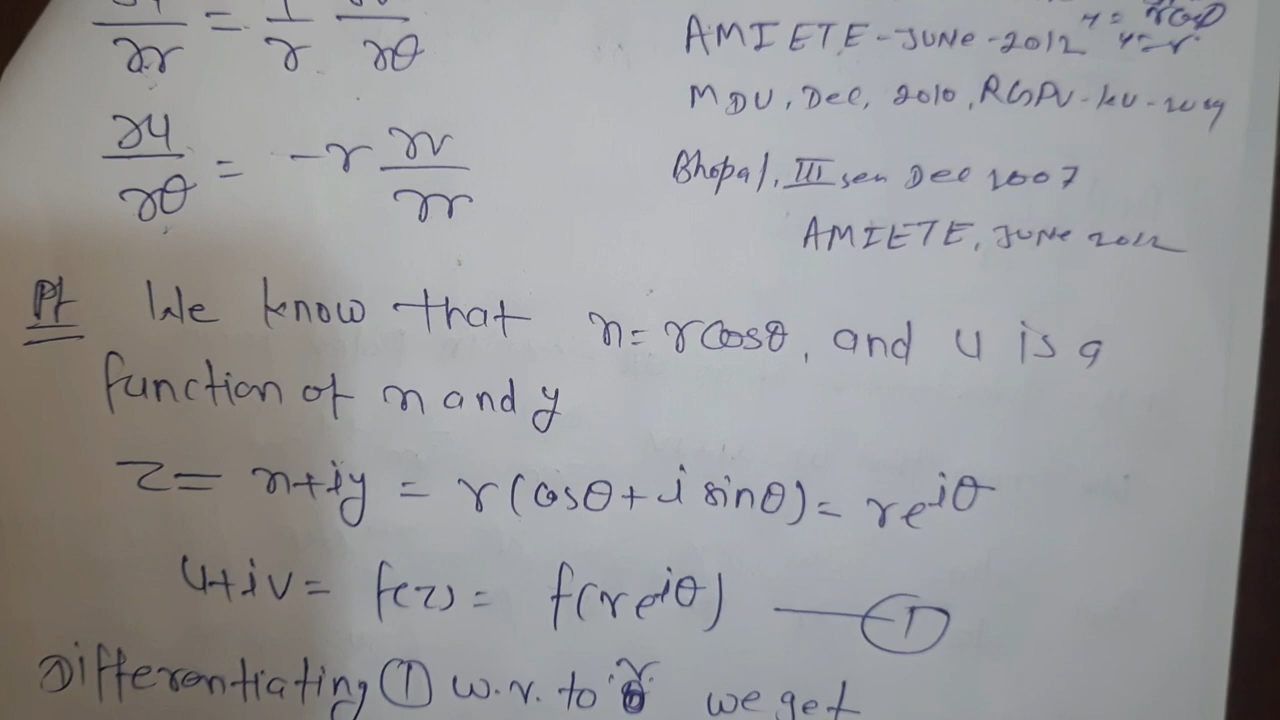 ∂u/∂r = 1/r ∂v/∂θ
AMIETE-JUNE-2012
MDU, Dec, 2010, RGPV-
∂u/∂θ = -r ∂v/∂r
Bhopal, III sem Dec 2007
AMIETE, JUNE 2012
Pf We know that x = r cosθ, and u is a
function of x and y
z = x+iy = r(cosθ + i sinθ) = re^{iθ}
u+iv = f(z) = f(re^{iθ}) — ①
Differentiating ① w.r. to r we get